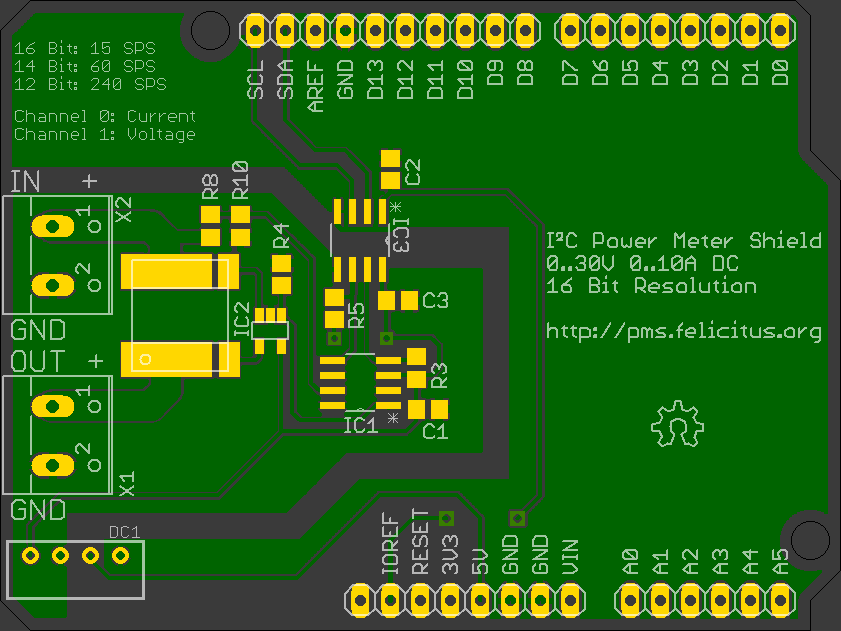 16 Bit: 15 SPS
14 Bit: 60 SPS
12 Bit: 240 SPS
Channel 0: Current
Channel 1: Voltage
SCL
SDA
AREF
GND
D13
D12
D11
D10
D9
D8
D7
D6
D5
D4
D3
D2
D1
D0
IN +
X2
1
2
GND
R8
R10
R4
C2
IC3
C3
R5
IC2
R3
IC1
C1
I²C Power Meter Shield
0..30V 0..10A DC
16 Bit Resolution
http://pms.felicitus.org
OUT +
1
2
X1
GND
DC1
IOREF
RESET
3V3
5V
GND
GND
VIN
A0
A1
A2
A3
A4
A5